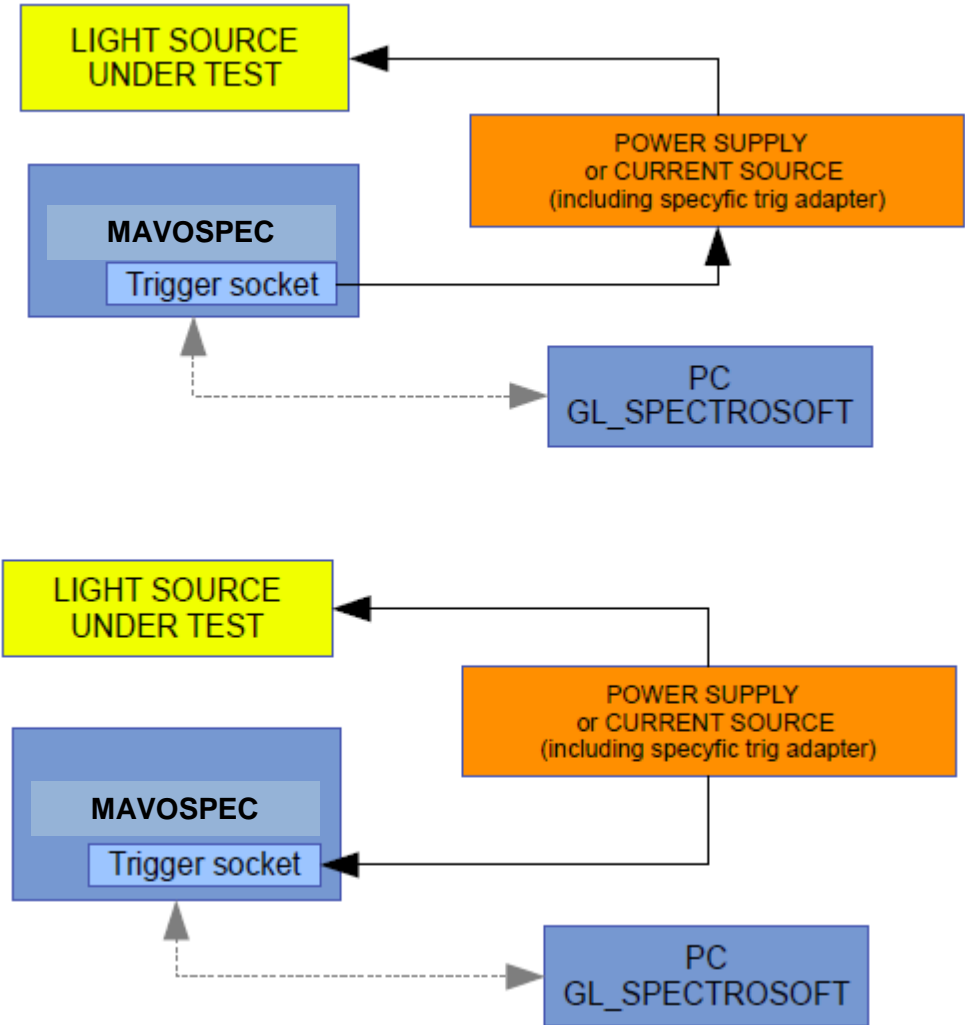 LIGHT SOURCE
UNDER TEST
POWER SUPPLY
or CURRENT SOURCE
(including specyfic trig adapter)
MAVOSPEC
Trigger socket
PC
GL_SPECTROSOFT
LIGHT SOURCE
UNDER TEST
POWER SUPPLY
or CURRENT SOURCE
(including specyfic trig adapter)
MAVOSPEC
Trigger socket
PC
GL_SPECTROSOFT